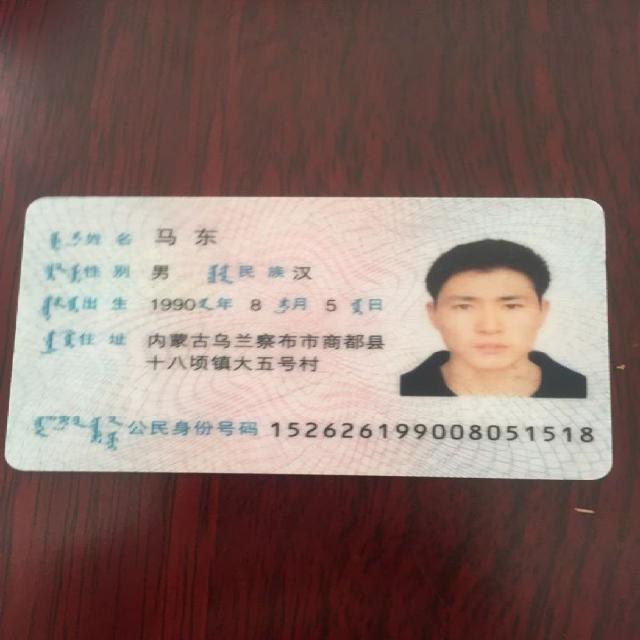 姓名 马东
性别 男 民族 汉
出生 1990 年 8 月 5 日
住址 内蒙古乌兰察布市商都县
十八顷镇大五号村
公民身份号码 152626199008051518